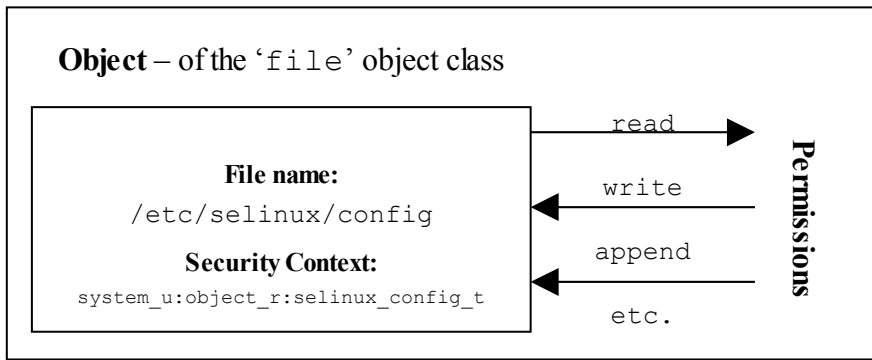 Object – of the ‘file’ object class
File name:
/etc/selinux/config
Security Context:
system_u:object_r:selinux_config_t
read
write
append
etc.
Permissions